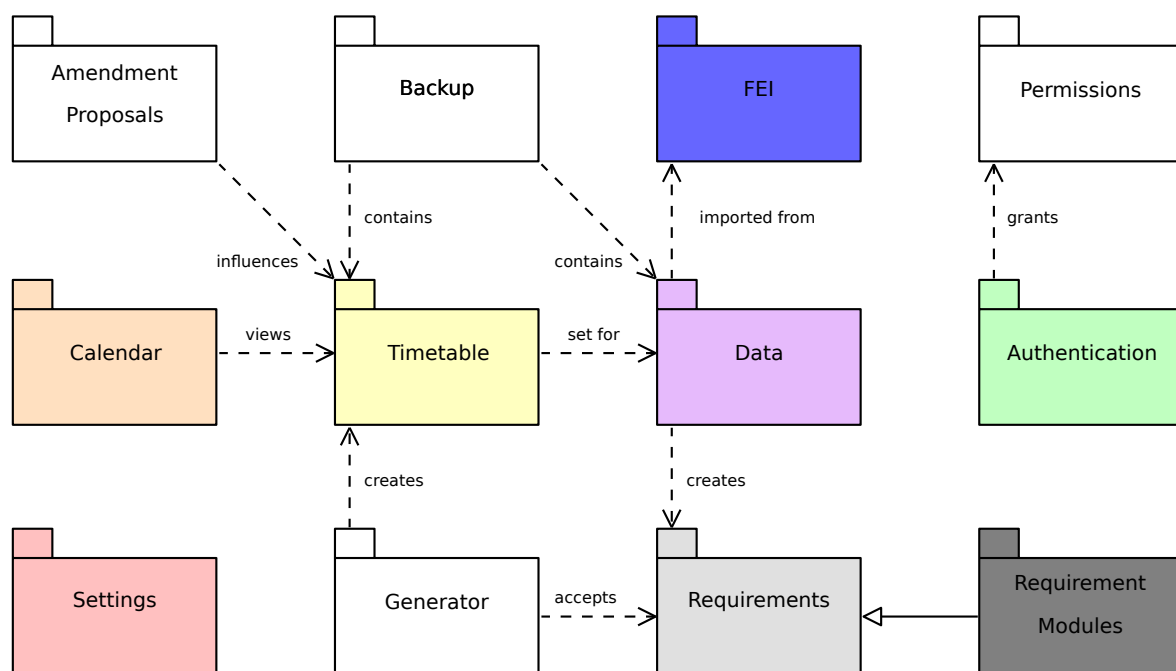 Amendment
Proposals
Backup
FEI
Permissions
contains
imported from
grants
influences
contains
Calendar
views
Timetable
set for
Data
Authentication
creates
creates
Settings
Generator
accepts
Requirements
Requirement
Modules